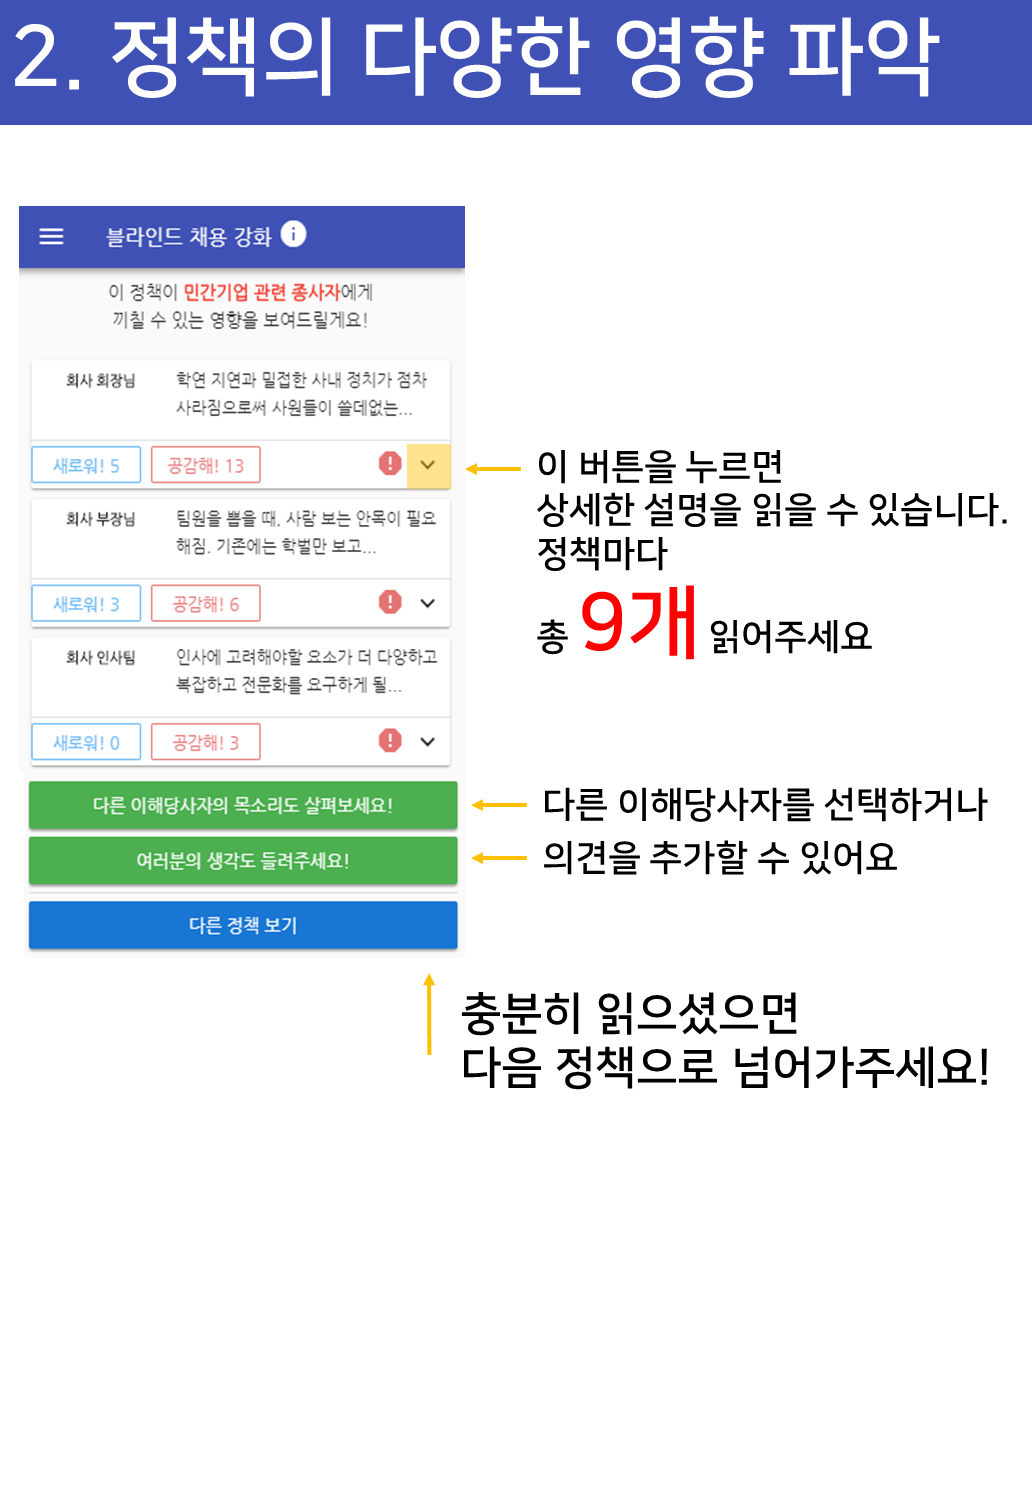 2. 정책의 다양한 영향 파악
블라인드 채용 강화 i
이 정책이 민간기업 관련 종사자에게
끼칠 수 있는 영향을 보여드릴게요!
회사 회장님
학연 지연과 밀접한 사내 정치가 점차
사라짐으로써 사원들이 쓸데없는...
새로워! 5 공감해! 13
회사 부장님
팀원을 뽑을 때, 사람 보는 안목이 필요
해짐. 기존에는 학벌만 보고...
새로워! 3 공감해! 6
회사 인사팀
인사에 고려해야할 요소가 더 다양하고
복잡하고 전문화를 요구하게 될...
새로워! 0 공감해! 3
다른 이해당사자의 목소리도 살펴보세요!
여러분의 생각도 들려주세요!
다른 정책 보기
이 버튼을 누르면
상세한 설명을 읽을 수 있습니다.
정책마다
총 9개 읽어주세요
다른 이해당사자를 선택하거나
의견을 추가할 수 있어요
충분히 읽으셨으면
다음 정책으로 넘어가주세요!